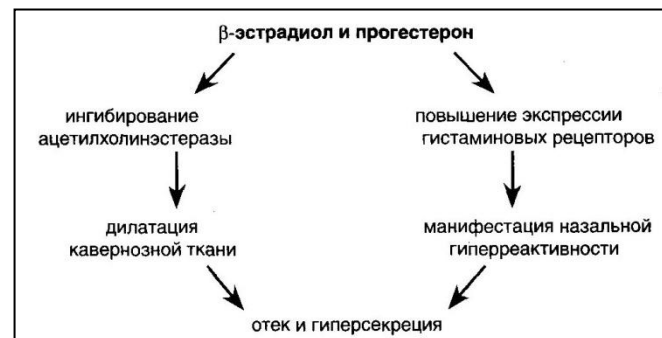 β-эстрадиол и прогестерон
ингибирование
ацетилхолинэстеразы
повышение экспрессии
гистаминовых рецепторов
дилатация
кавернозной ткани
манифестация назальной
гиперреактивности
отек и гиперсекреция